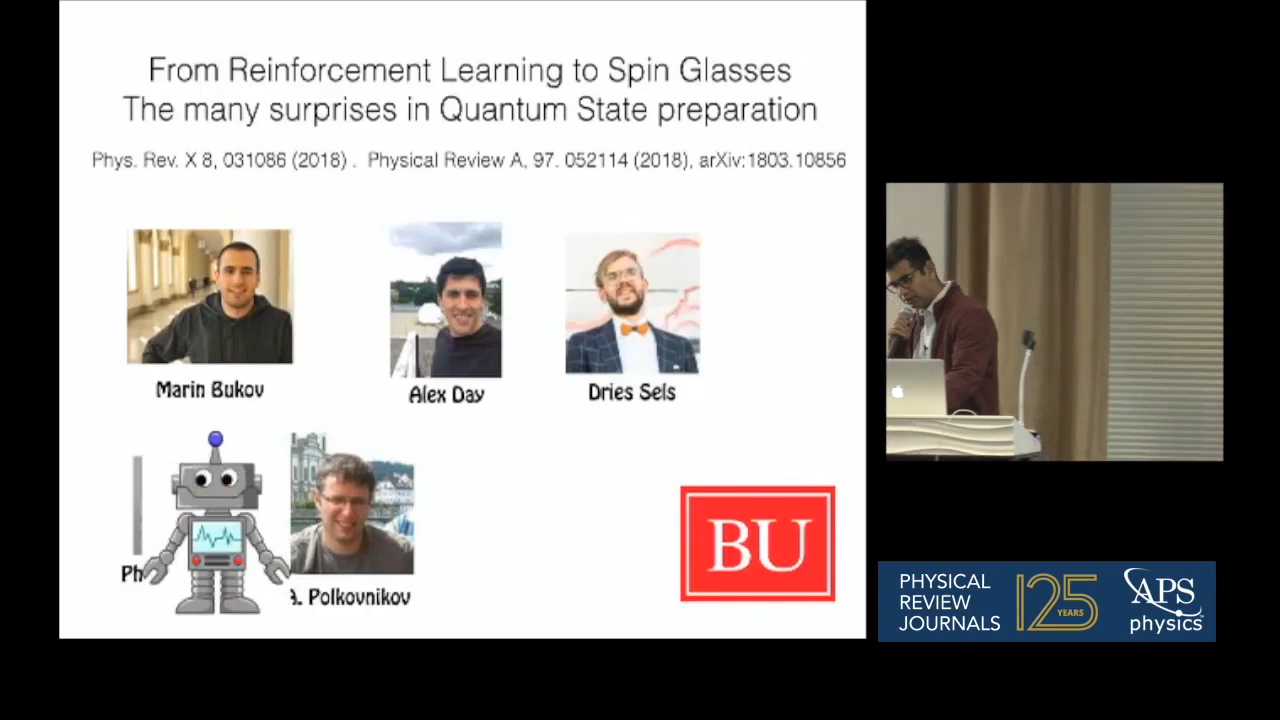 From Reinforcement Learning to Spin Glasses
The many surprises in Quantum State preparation
Phys. Rev. X 8, 031086 (2018) . Physical Review A, 97. 052114 (2018), arXiv:1803.10856
Marin Bukov
Alex Day
Dries Sels
Ph
A. Polkovnikov
BU
PHYSICAL
REVIEW
JOURNALS
125
YEARS
APS
physics